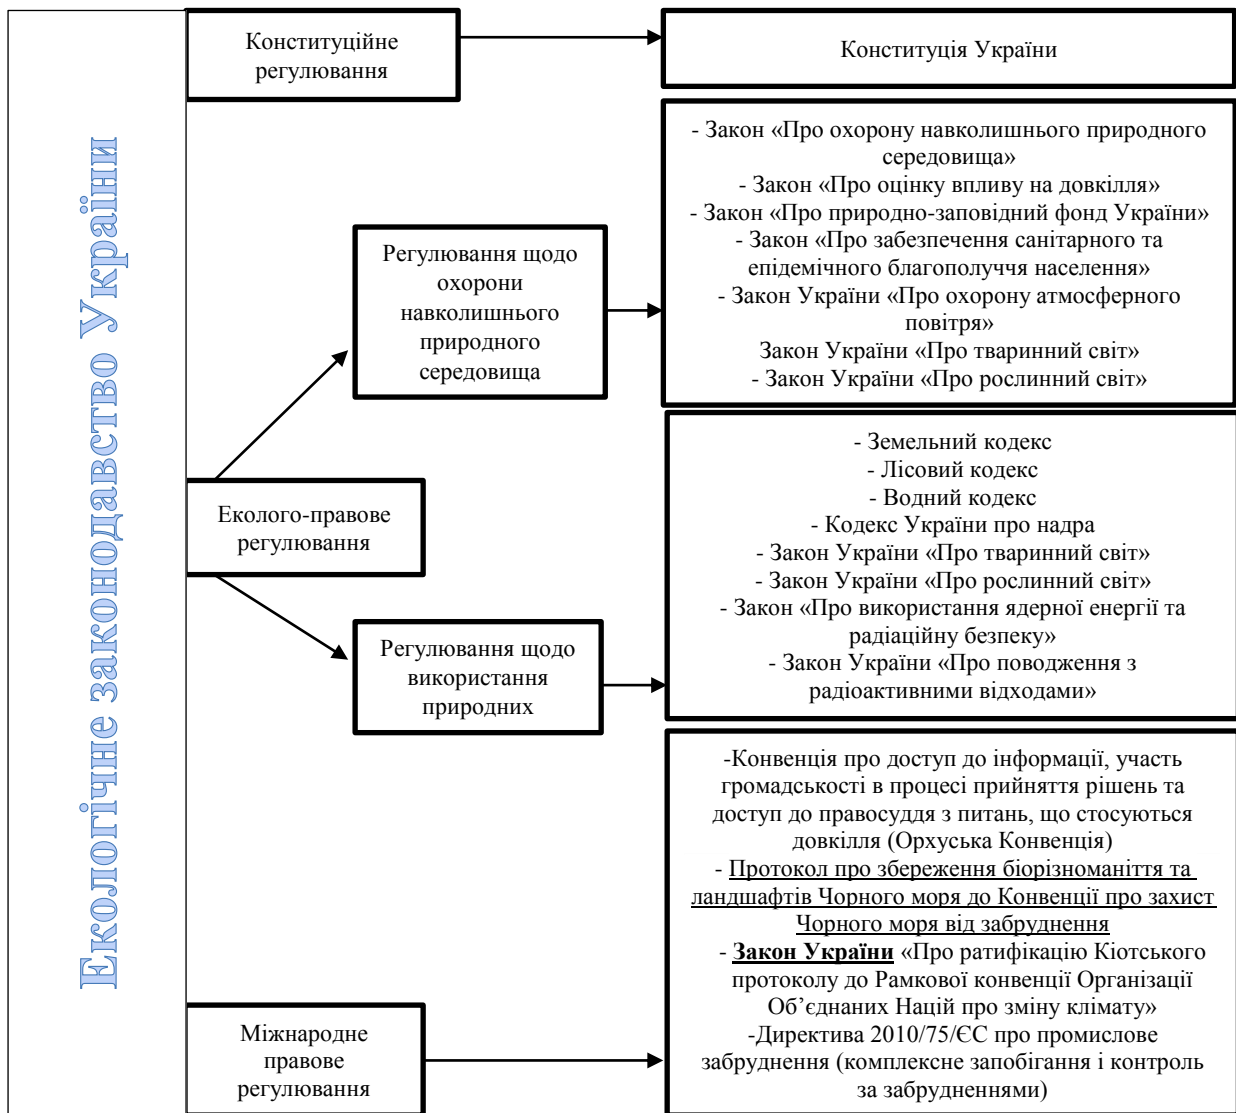 Екологічне законодавство України
Конституційне
регулювання
Конституція України
Еколого-правове
регулювання
Регулювання щодо
охорони
навколишнього
природного
середовища
- Закон «Про охорону навколишнього природного
середовища»
- Закон «Про оцінку впливу на довкілля»
- Закон «Про природно-заповідний фонд України»
- Закон «Про забезпечення санітарного та
епідемічного благополуччя населення»
- Закон України «Про охорону атмосферного
повітря»
Закон України «Про тваринний світ»
- Закон України «Про рослинний світ»
Регулювання щодо
використання
природних
- Земельний кодекс
- Лісовий кодекс
- Водний кодекс
- Кодекс України про надра
- Закон України «Про тваринний світ»
- Закон України «Про рослинний світ»
- Закон «Про використання ядерної енергії та
радіаційну безпеку»
- Закон України «Про поводження з
радіоактивними відходами»
Міжнародне
правове
регулювання
-Конвенція про доступ до інформації, участь
громадськості в процесі прийняття рішень та
доступ до правосуддя з питань, що стосуються
довкілля (Орхуська Конвенція)
- Протокол про збереження біорізноманіття та
ландшафтів Чорного моря до Конвенції про захист
Чорного моря від забруднення
- Закон України «Про ратифікацію Кіотського
протоколу до Рамкової конвенції Організації
Об’єднаних Націй про зміну клімату»
-Директива 2010/75/ЄС про промислове
забруднення (комплексне запобігання і контроль
за забрудненнями)